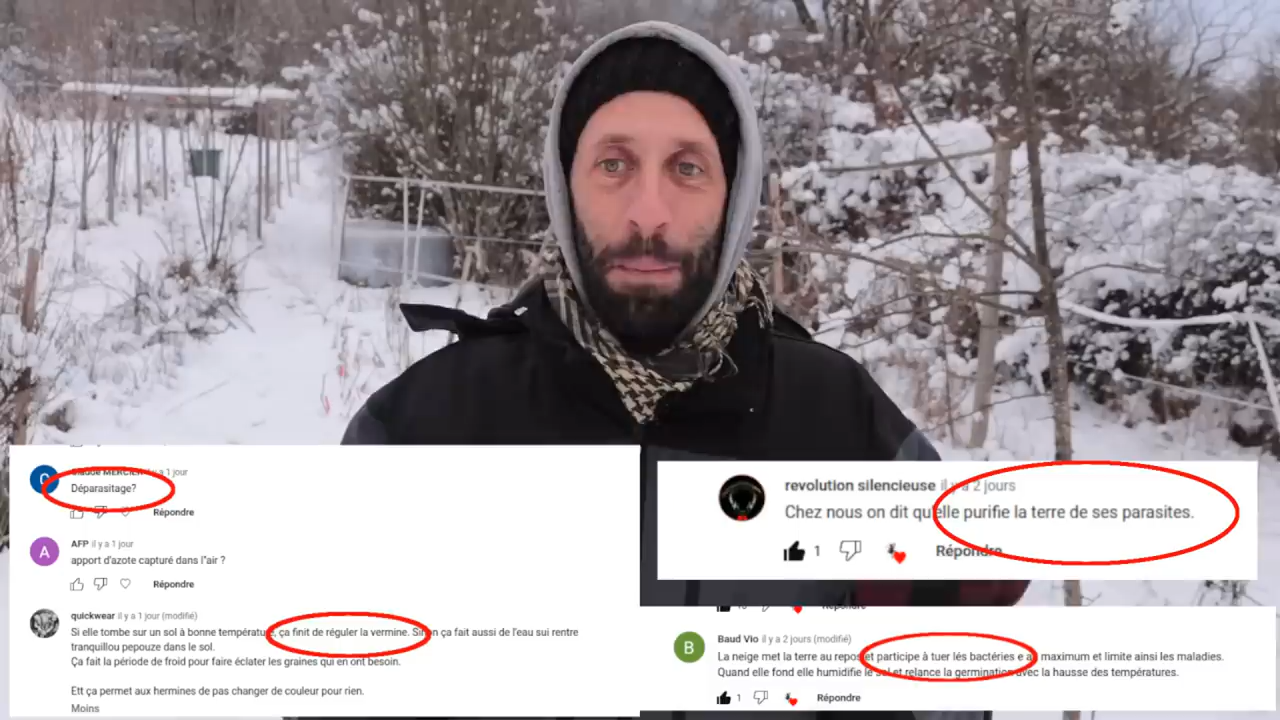 il y a 1 jour
Déparasitage?
Répondre
A
AFP il y a 1 jour
apport d'azote capturé dans l''air ?
Répondre
quickwear il y a 1 jour (modifié)
Si elle tombe sur un sol à bonne température, ça finit de réguler la vermine. Sinon ça fait aussi de l'eau sui rentre
tranquillou pepouze dans le sol.
Ça fait la période de froid pour faire éclater les graines qui en ont besoin.
Ett ça permet aux hermines de pas changer de couleur pour rien.
Moins
revolution silencieuse il y a 2 jours
Chez nous on dit qu'elle purifie la terre de ses parasites.
1 Répondre
Répondre
B
Baud Vio il y a 2 jours (modifié)
La neige met la terre au repos et participe à tuer lés bactéries e au maximum et limite ainsi les maladies.
Quand elle fond elle humidifie le sol et relance la germination avec la hausse des températures.
1 Répondre